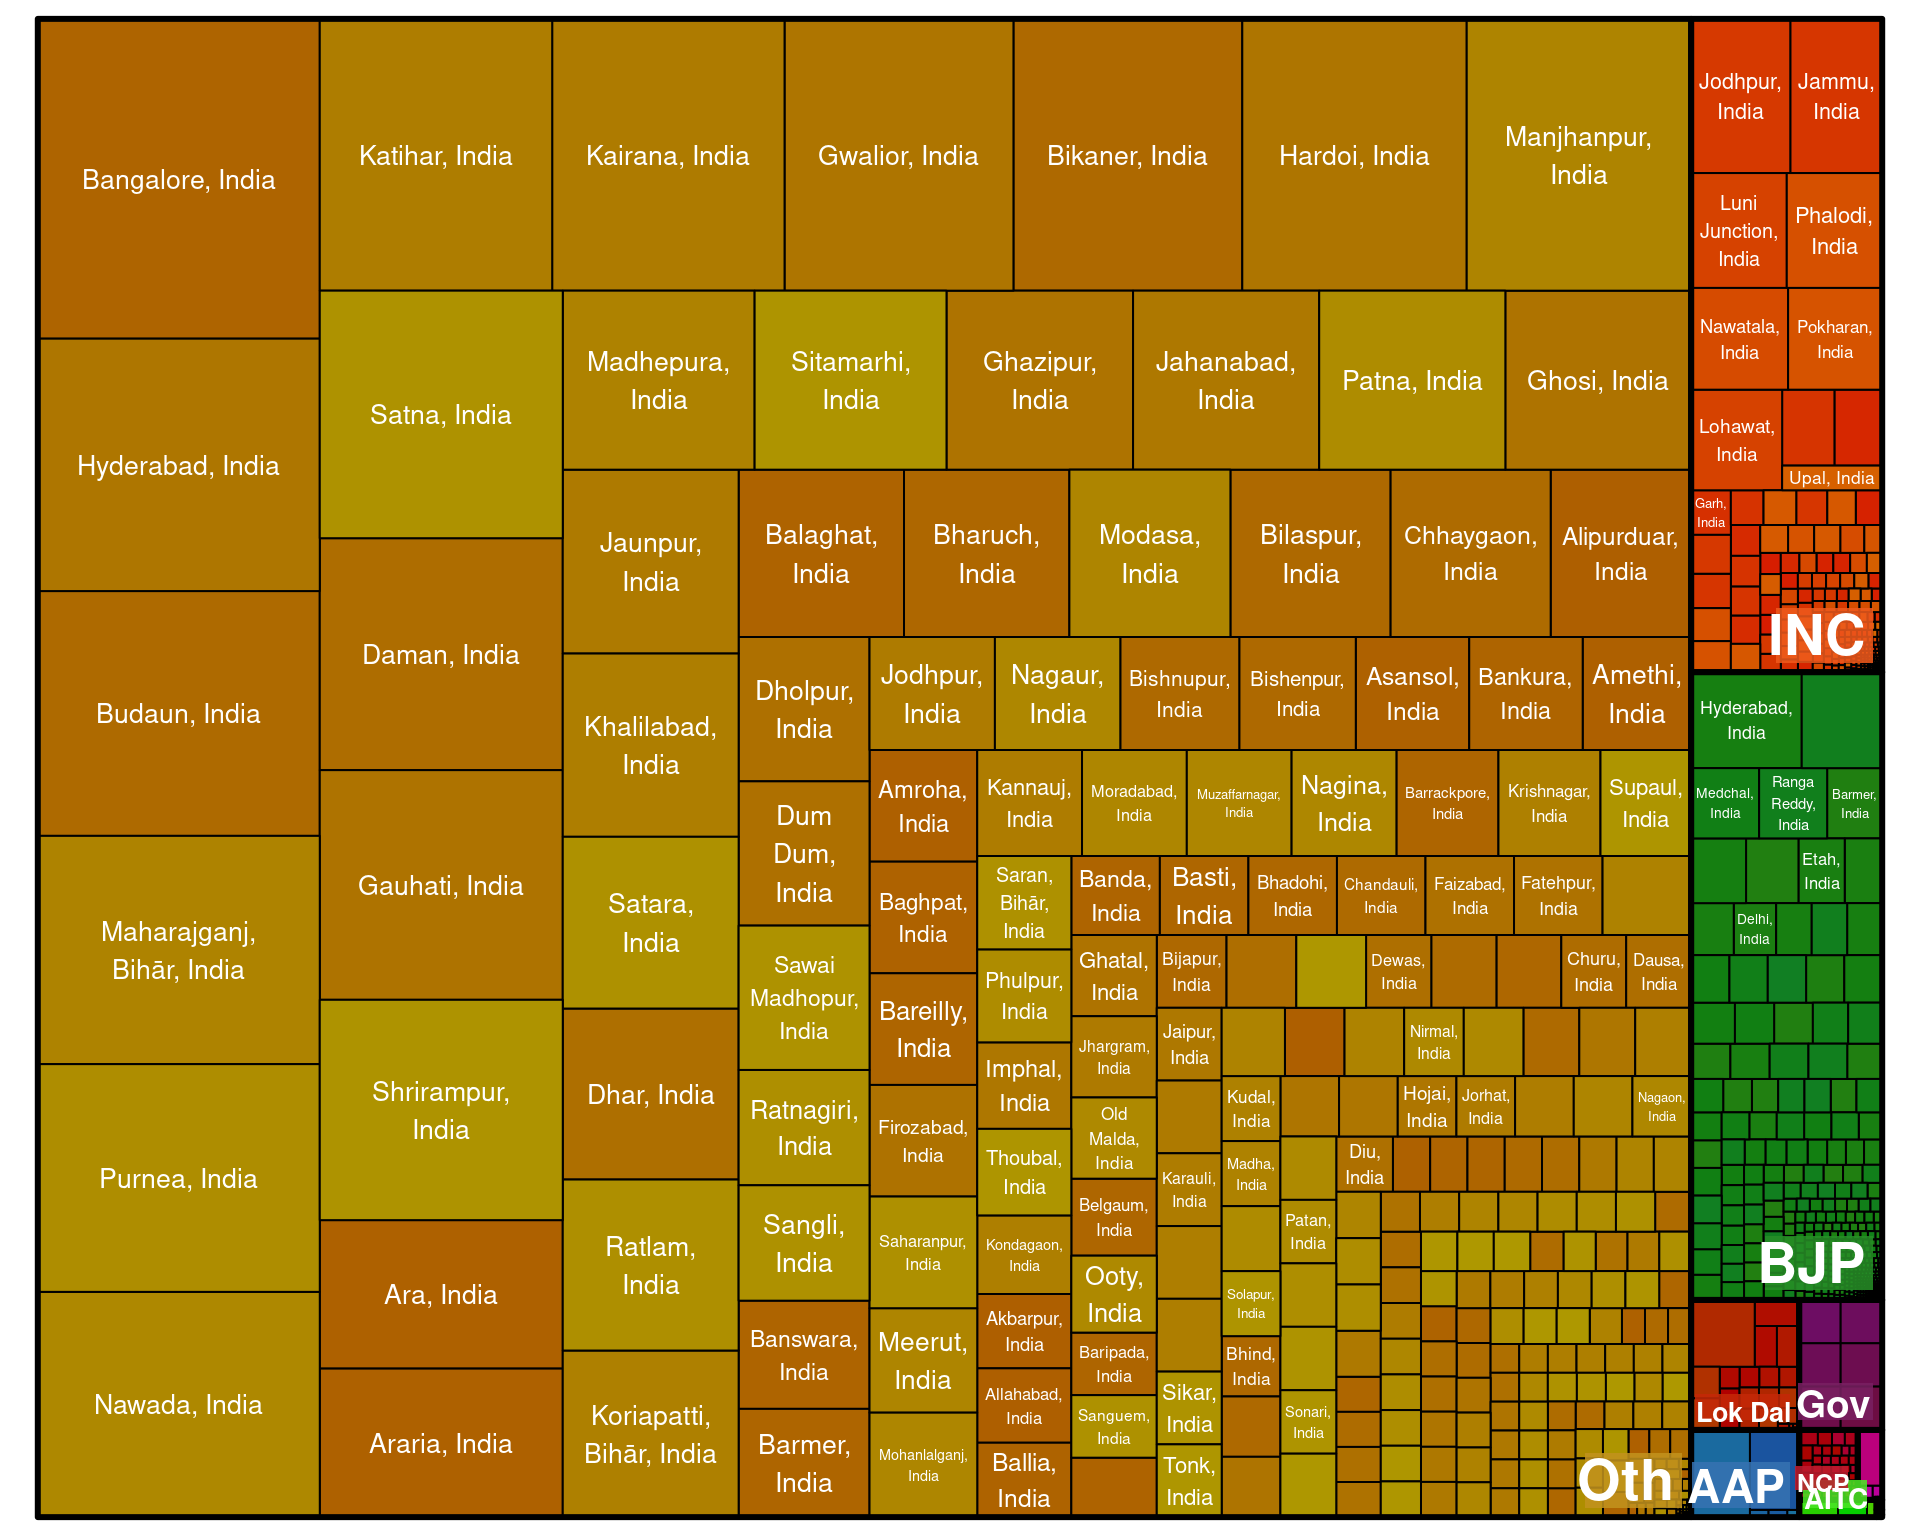 Bangalore, India
Hyderabad, India
Budaun, India
Maharajganj,
Bihār, India
Purnea, India
Nawada, India
Katihar, India
Kairana, India
Gwalior, India
Bikaner, India
Hardoi, India
Manjhanpur,
India
Satna, India
Daman, India
Gauhati, India
Shrirampur,
India
Ara, India
Araria, India
Madhepura,
India
Sitamarhi,
India
Ghazipur,
India
Jahanabad,
India
Patna, India
Ghosi, India
Jaunpur,
India
Khalilabad,
India
Satara,
India
Dhar, India
Ratlam,
India
Koriapatti,
Bihār, India
Balaghat,
India
Bharuch,
India
Modasa,
India
Bilaspur,
India
Chhaygaon,
India
Alipurduar,
India
Dholpur,
India
Dum
Dum,
India
Sawai
Madhopur,
India
Ratnagiri,
India
Sangli,
India
Banswara,
India
Barmer,
India
Jodhpur,
India
Nagaur,
India
Bishnupur,
India
Bishenpur,
India
Asansol,
India
Bankura,
India
Amethi,
India
Amroha,
India
Baghpat,
India
Bareilly,
India
Firozabad,
India
Saharanpur,
India
Meerut,
India
Mohanlalganj,
India
Kannauj,
India
Moradabad,
India
Muzaffarnagar,
India
Nagina,
India
Barrackpore,
India
Krishnagar,
India
Supaul,
India
Saran,
Bihār,
India
Phulpur,
India
Imphal,
India
Thoubal,
India
Kondagaon,
India
Akbarpur,
India
Allahabad,
India
Ballia,
India
Banda,
India
Basti,
India
Bhadohi,
India
Chandauli,
India
Faizabad,
India
Fatehpur,
India
Ghatal,
India
Jhargram,
India
Old
Malda,
India
Belgaum,
India
Ooty,
India
Baripada,
India
Sanguem,
India
Bijapur,
India
Dewas,
India
Churu,
India
Dausa,
India
Jaipur,
India
Nirmal,
India
Karauli,
India
Sikar,
India
Tonk,
India
Kudal,
India
Hojai,
India
Jorhat,
India
Nagaon,
India
Madha,
India
Solapur,
India
Bhind,
India
Diu,
India
Patan,
India
Sonari,
India
Oth
Jodhpur,
India
Jammu,
India
Luni
Junction,
India
Phalodi,
India
Nawatala,
India
Pokharan,
India
Lohawat,
India
Upal, India
Garh,
India
INC
Hyderabad,
India
Medchal,
India
Ranga
Reddy,
India
Barmer,
India
Etah,
India
Delhi,
India
BJP
Lok Dal
Gov
AAP
NCP
AITC